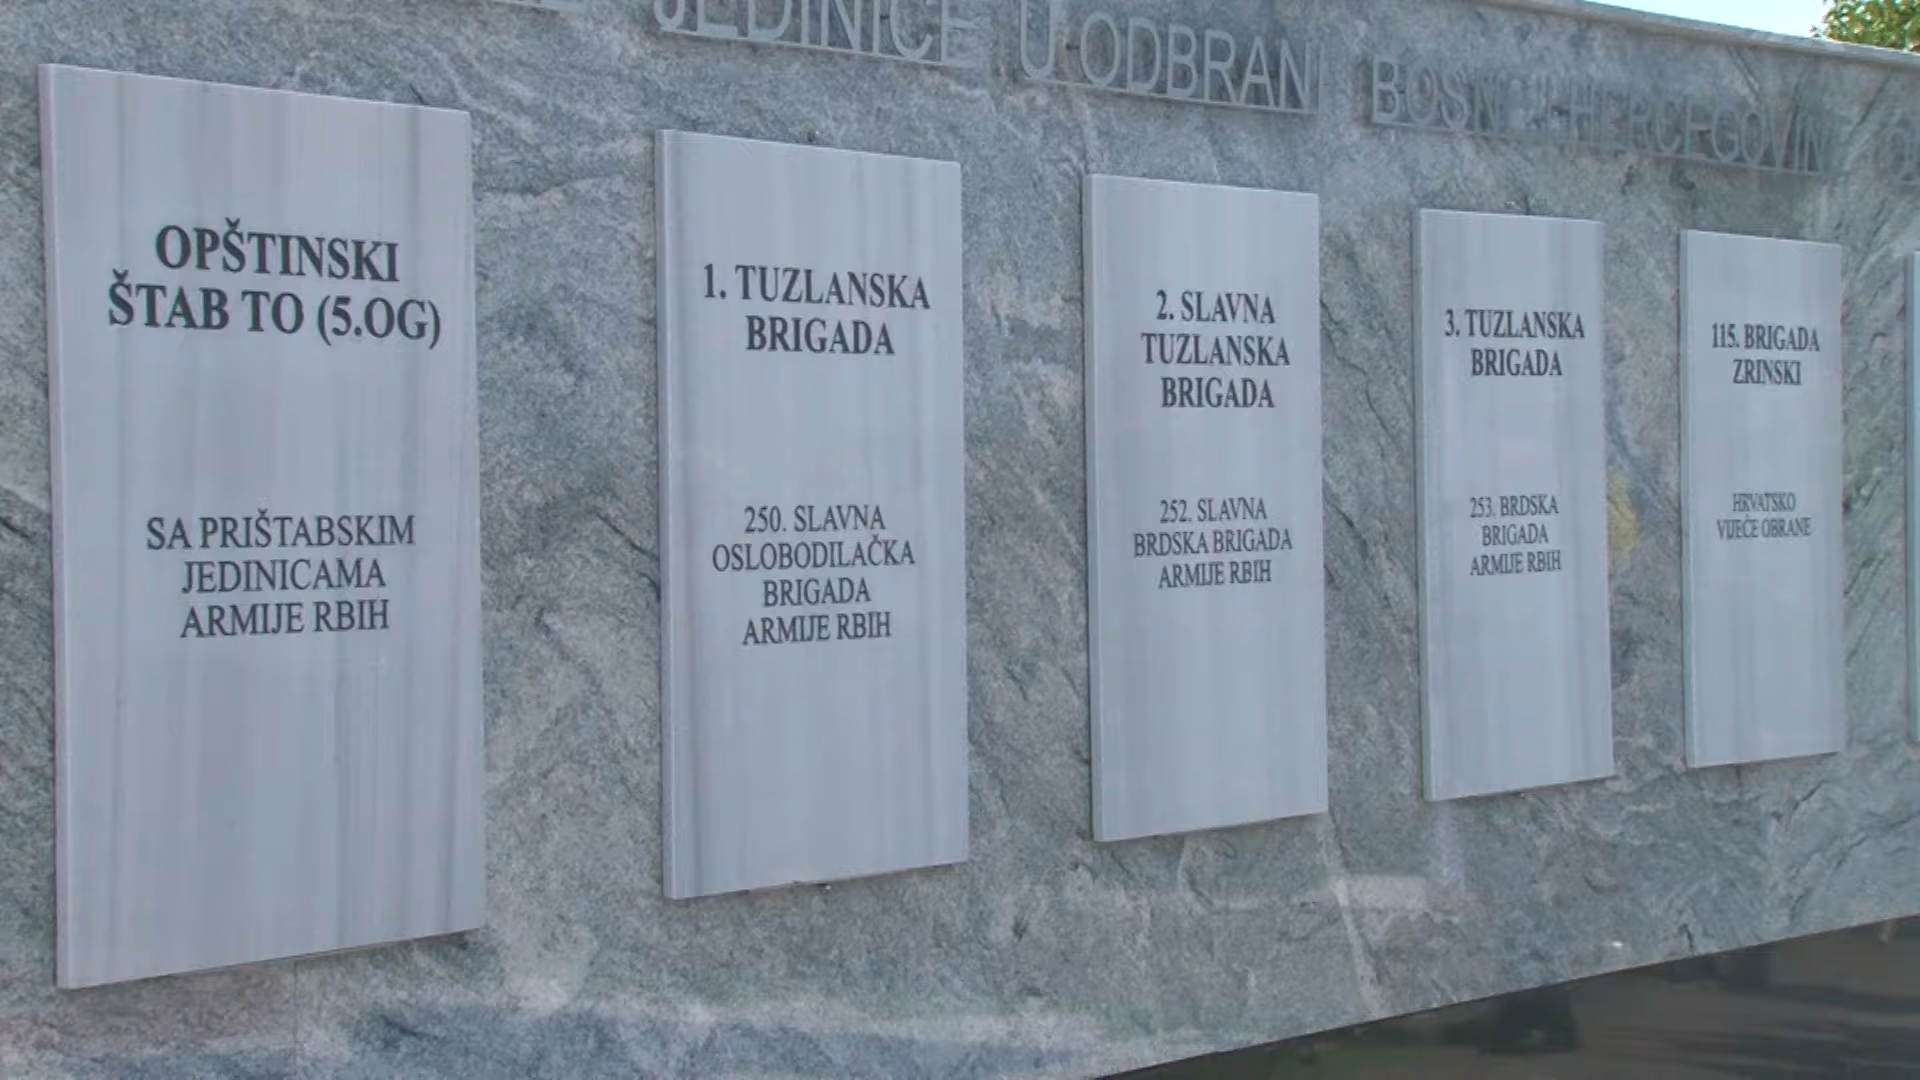 JEDINICE U ODBRANI BOSNE I HERCEGOVINE
OPŠTINSKI
ŠTAB TO (5.OG)
SA PRIŠTABSKIM
JEDINICAMA
ARMIJE RBIH
1. TUZLANSKA
BRIGADA
250. SLAVNA
OSLOBODILAČKA
BRIGADA
ARMIJE RBIH
2. SLAVNA
TUZLANSKA
BRIGADA
252. SLAVNA
BRDSKA BRIGADA
ARMIJE RBIH
3. TUZLANSKA
BRIGADA
253. BRDSKA
BRIGADA
ARMIJE RBIH
115. BRIGADA
ZRINSKI
HRVATSKO
VIJEĆE OBRANE